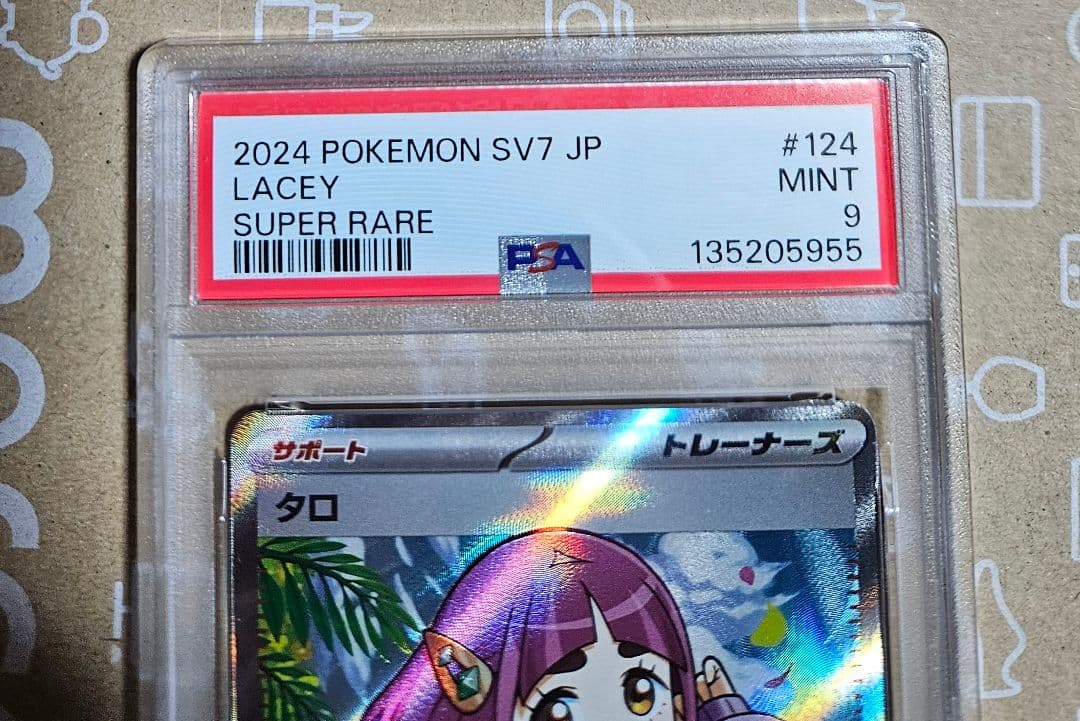 2024 POKEMON SV7 JP #124
LACEY MINT
SUPER RARE 9
PSA 135205955
サポート トレーナーズ
タロ